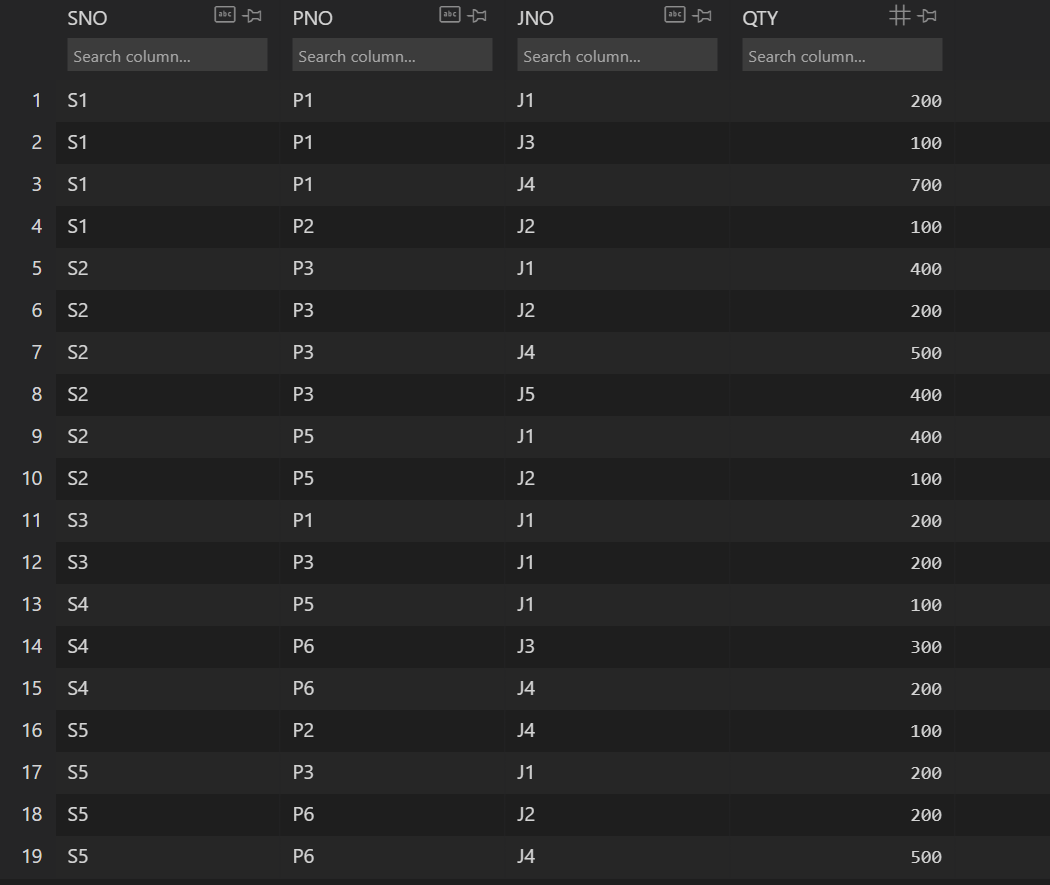 SNO abc PNO abc JNO abc QTY
Search column... Search column... Search column... Search column...
1 S1 P1 J1 200
2 S1 P1 J3 100
3 S1 P1 J4 700
4 S1 P2 J2 100
5 S2 P3 J1 400
6 S2 P3 J2 200
7 S2 P3 J4 500
8 S2 P3 J5 400
9 S2 P5 J1 400
10 S2 P5 J2 100
11 S3 P1 J1 200
12 S3 P3 J1 200
13 S4 P5 J1 100
14 S4 P6 J3 300
15 S4 P6 J4 200
16 S5 P2 J4 100
17 S5 P3 J1 200
18 S5 P6 J2 200
19 S5 P6 J4 500